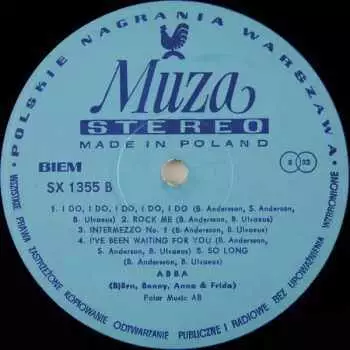 POLSKIE NAGRANIA WARSZAWA
Muza
STEREO
MADE IN POLAND
BIEM
SX 1355 B
S 33
1. I DO, I DO, I DO, I DO, I DO (B. Andersson, S. Anderson,
B. Ulvaeus) 2. ROCK ME (B. Andersson, B. Ulvaeus)
3. INTERMEZZO No. 1 (B. Andersson, B. Ulvaeus)
4. I'VE BEEN WAITING FOR YOU (B. Andersson, S. Anderson,
B. Ulvaeus) 5. SO LONG
(B. Andersson, B. Ulvaeus)
ABBA
(Björn, Benny, Anna & Frida)
Polar Music AB
WSZYSTKIE PRAWA ZASTRZEŻONE KOPIOWANIE ODTWARZANIE PUBLICZNE I RADIOWE BEZ UPOWAŻNIENIA WZBRONIONE